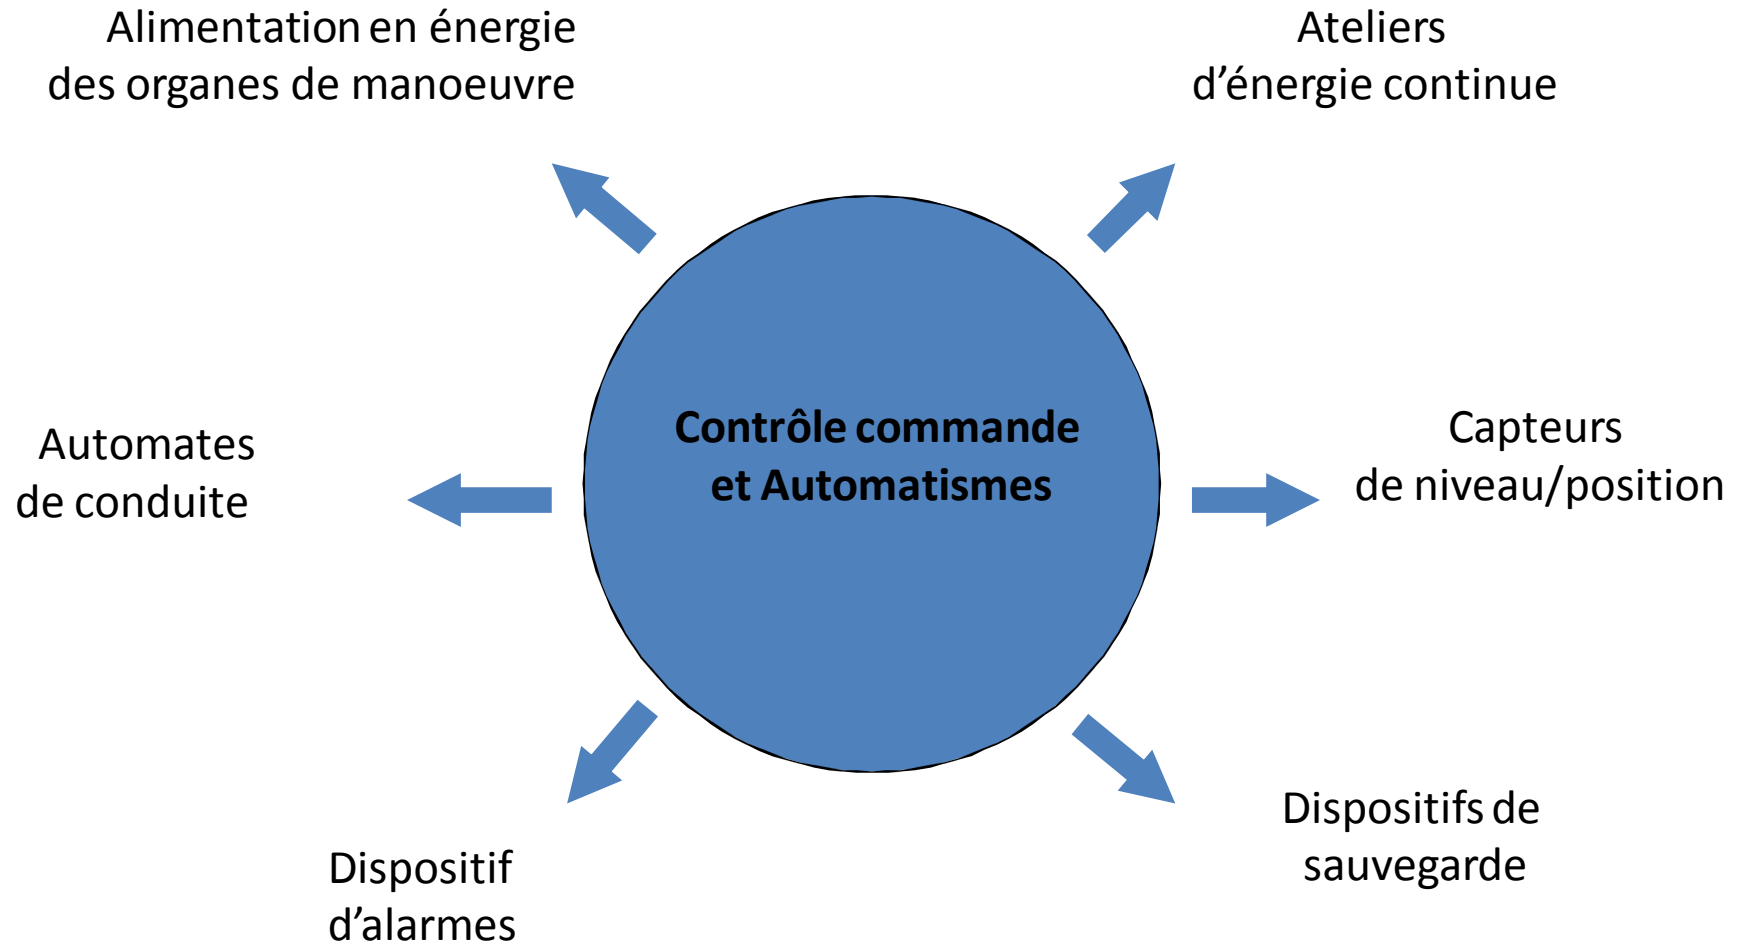 Alimentation en énergie
des organes de manoeuvre
Ateliers
d’énergie continue
Contrôle commande
et Automatismes
Automates
de conduite
Capteurs
de niveau/position
Dispositif
d’alarmes
Dispositifs de
sauvegarde